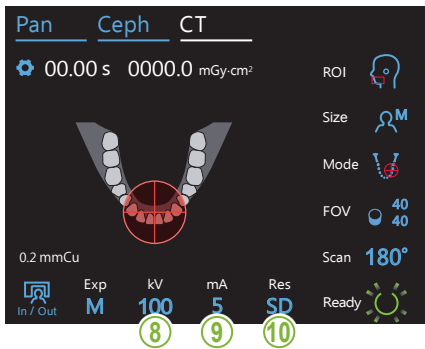 Pan Ceph CT
00.00 s 0000.0 mGy·cm²
ROI
Size M
Mode
FOV 40
40
0.2 mmCu
Scan 180°
Exp kV mA Res
In / Out M 100 5 SD
Ready
8 9 10